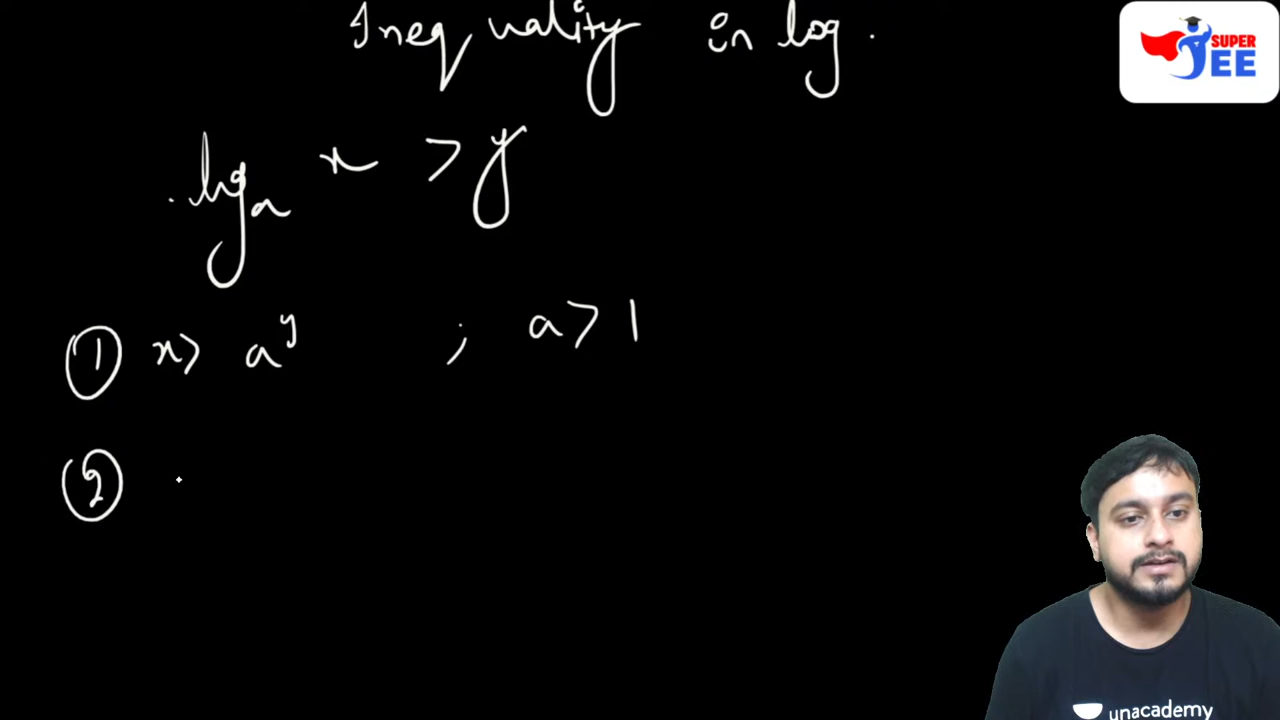 Inequality in log.
SUPER
JEE
log_a x > y
① x > a^y ; a > 1
②
unacademy